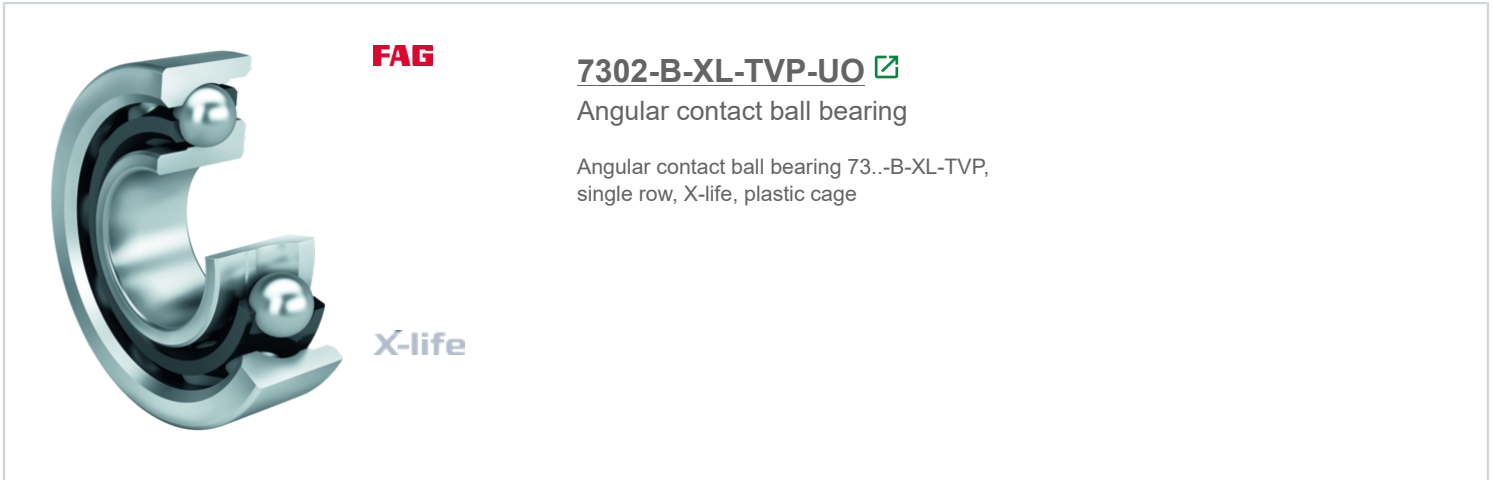 FAG
7302-B-XL-TVP-UO
Angular contact ball bearing
Angular contact ball bearing 73..-B-XL-TVP,
single row, X-life, plastic cage
X-life